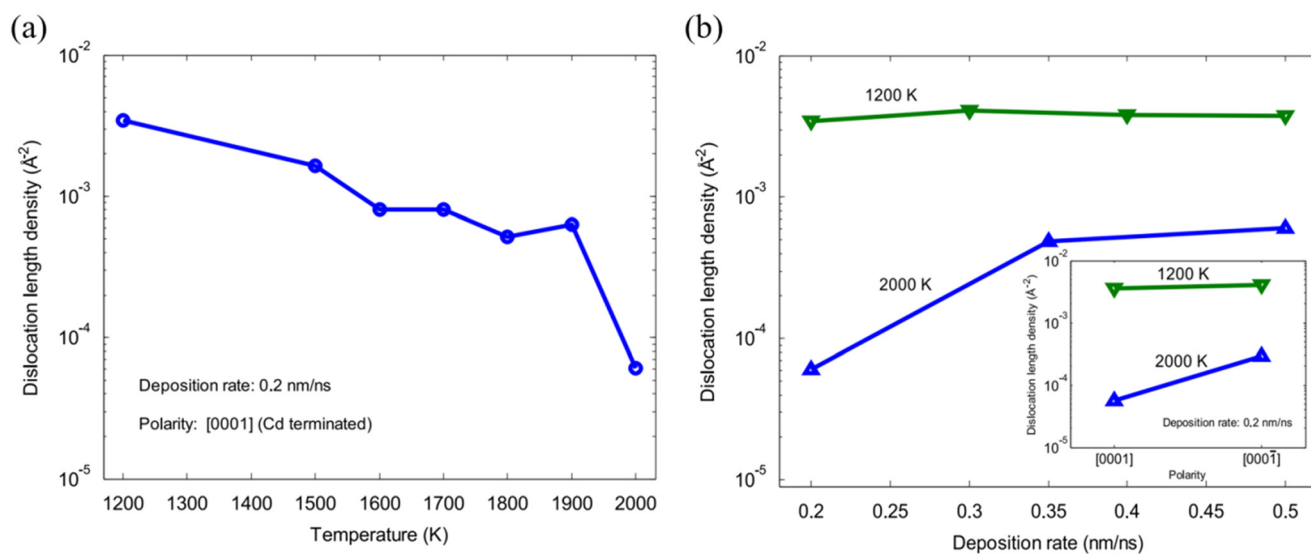 (a)
10⁻²
10⁻³
10⁻⁴
10⁻⁵
Dislocation length density (Å⁻²)
Deposition rate: 0.2 nm/ns
Polarity: [0001] (Cd terminated)
1200 1300 1400 1500 1600 1700 1800 1900 2000
Temperature (K)
(b)
10⁻²
10⁻³
10⁻⁴
10⁻⁵
Dislocation length density (Å⁻²)
1200 K
2000 K
0.2 0.25 0.3 0.35 0.4 0.45 0.5
Deposition rate (nm/ns)
10⁻²
10⁻³
10⁻⁴
10⁻⁵
Dislocation length density (Å⁻²)
1200 K
2000 K
Deposition rate: 0.2 nm/ns
[0001] [0001̄]
Polarity